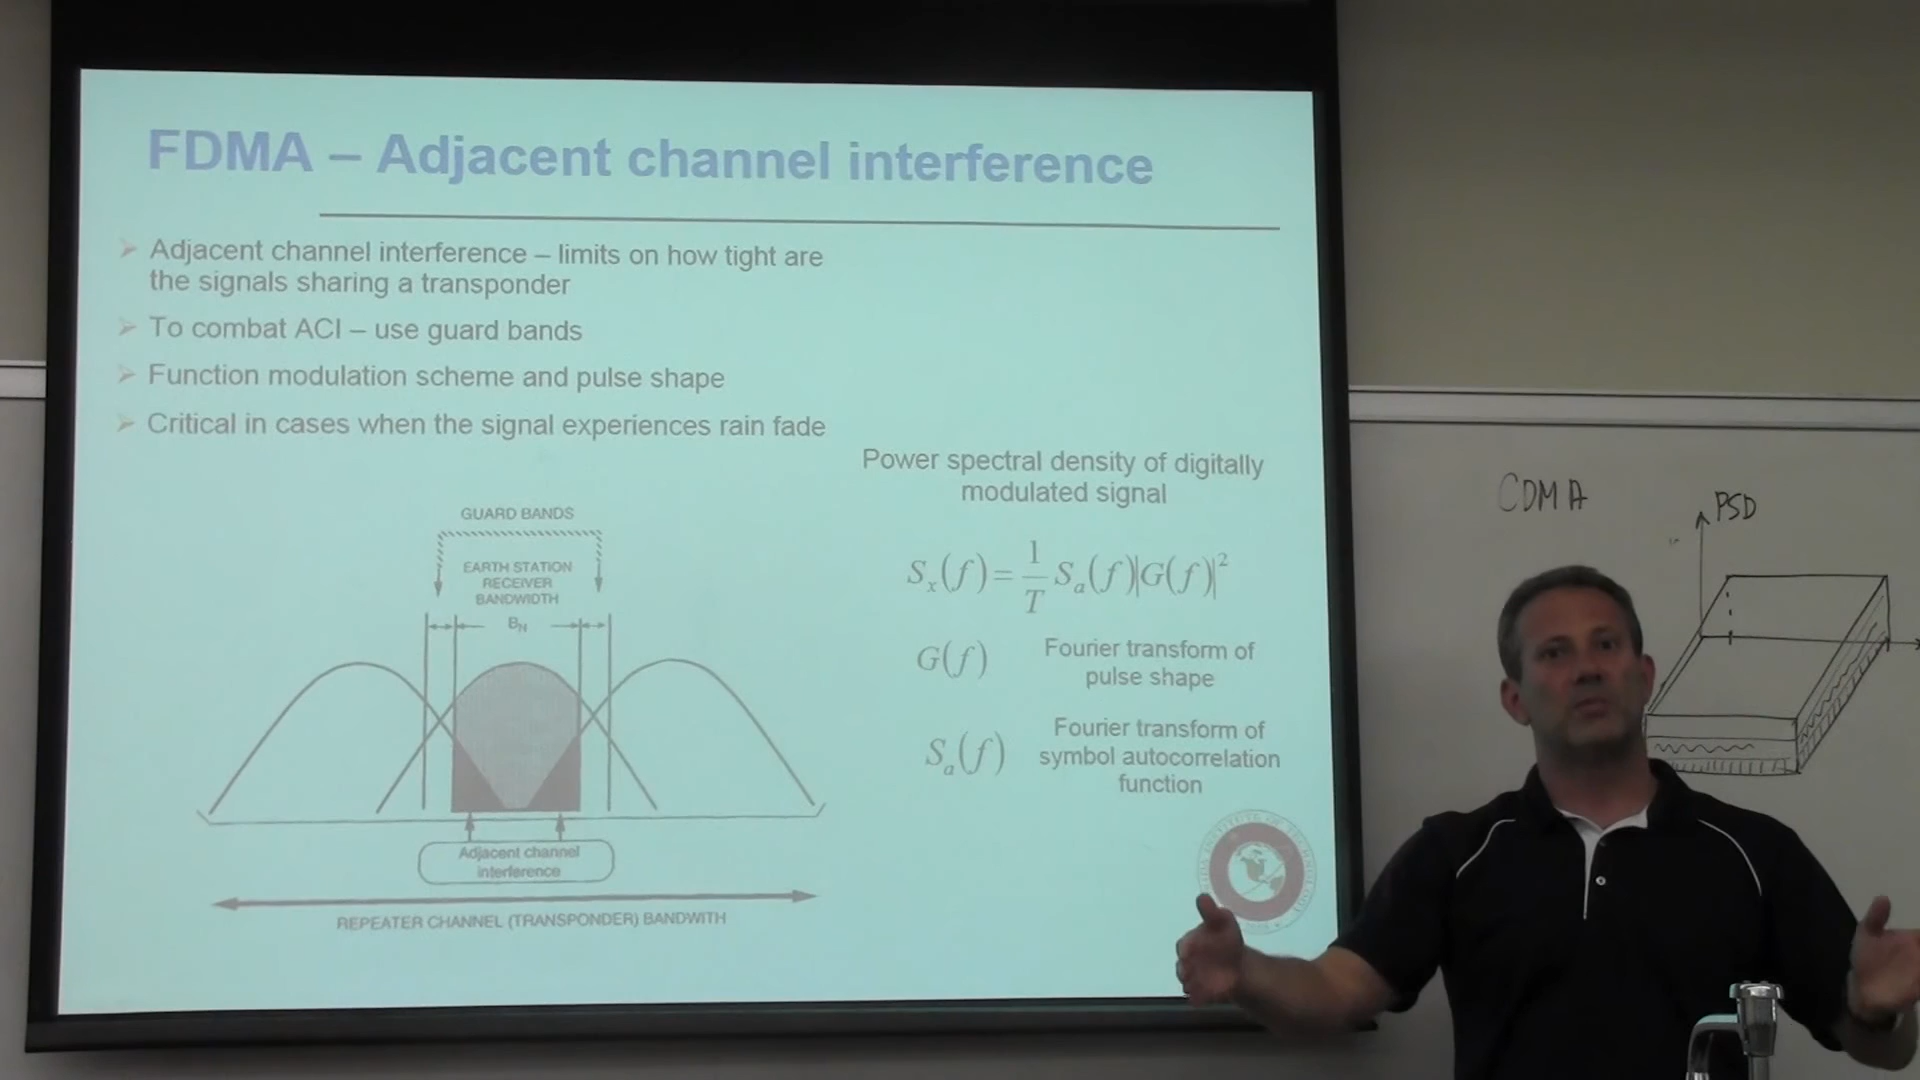 FDMA – Adjacent channel interference
Adjacent channel interference – limits on how tight are
the signals sharing a transponder
To combat ACI – use guard bands
Function modulation scheme and pulse shape
Critical in cases when the signal experiences rain fade
Power spectral density of digitally
modulated signal
Sₓ(f) = 1/T Sₐ(f)|G(f)|²
G(f) Fourier transform of
pulse shape
Sₐ(f) Fourier transform of
symbol autocorrelation
function
GUARD BANDS
EARTH STATION
RECEIVER
BANDWIDTH
B_N
Adjacent channel
interference
REPEATER CHANNEL (TRANSPONDER) BANDWITH
CDMA
PSD